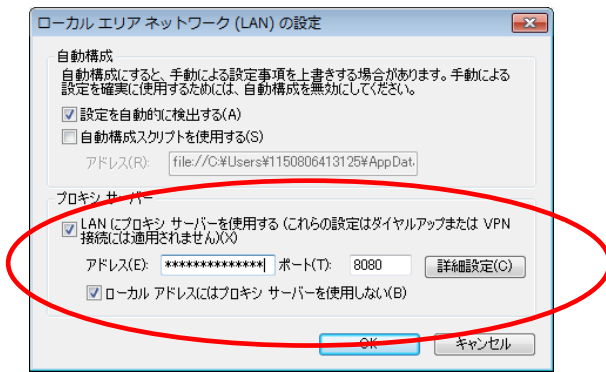 ローカル エリア ネットワーク (LAN) の設定
自動構成
自動構成にすると、手動による設定事項を上書きする場合があります。手動による
設定を確実に使用するためには、自動構成を無効にしてください。
設定を自動的に検出する(A)
自動構成スクリプトを使用する(S)
アドレス(R): file://C:¥Users¥1150806413125¥AppDat
プロキシ サーバー
LAN にプロキシ サーバーを使用する (これらの設定はダイヤルアップまたは VPN
接続には適用されません)(X)
アドレス(E): ************** ポート(T): 8080 詳細設定(C)
ローカル アドレスにはプロキシ サーバーを使用しない(B)
OK キャンセル